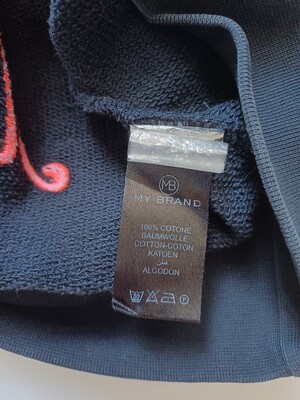 MB
MY BRAND
100% COTONE
BAUMWOLLE
COTTON-COTON
KATOEN
قطن
ALGODON